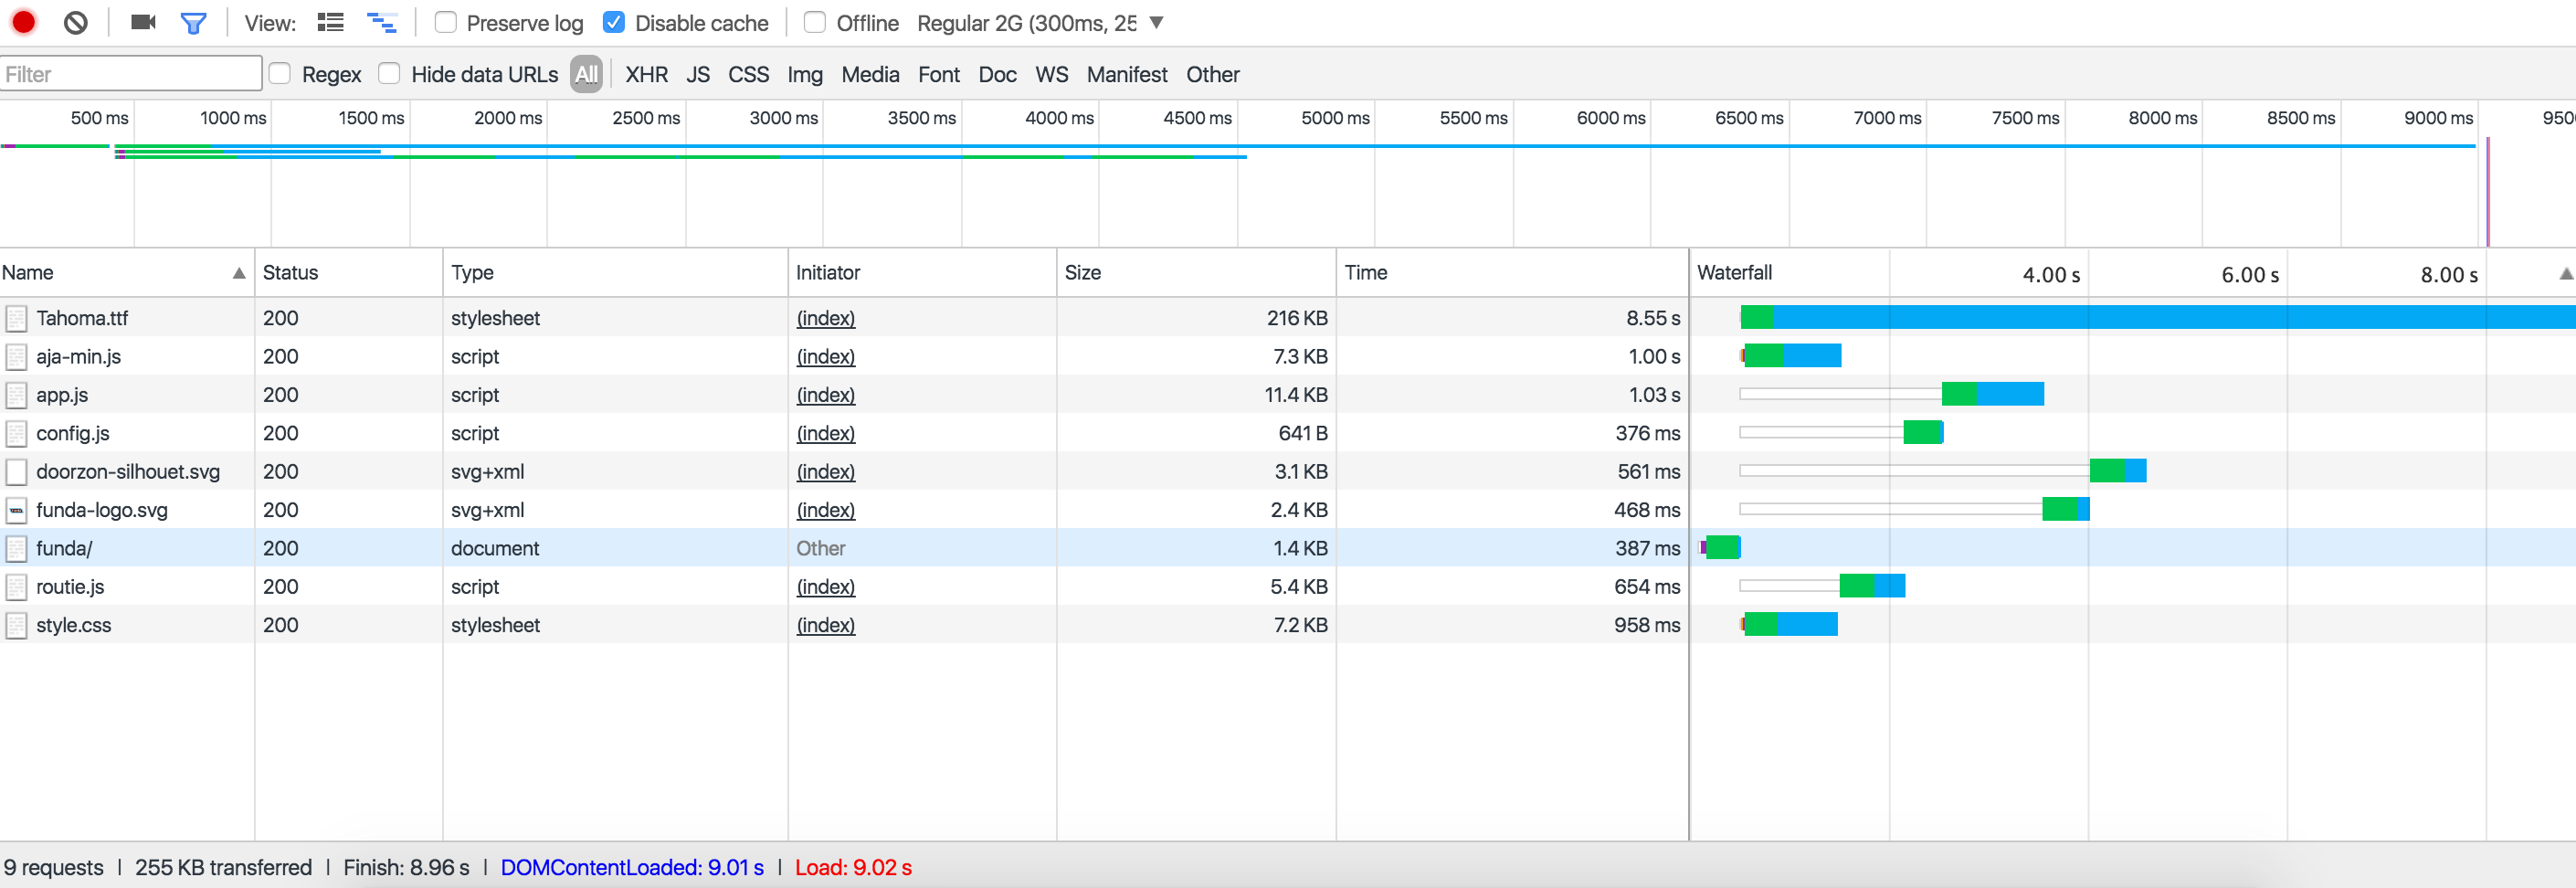 View: Preserve log Disable cache Offline Regular 2G (300ms, 25 ▼
Filter Regex Hide data URLs All XHR JS CSS Img Media Font Doc WS Manifest Other
500 ms 1000 ms 1500 ms 2000 ms 2500 ms 3000 ms 3500 ms 4000 ms 4500 ms 5000 ms 5500 ms 6000 ms 6500 ms 7000 ms 7500 ms 8000 ms 8500 ms 9000 ms 950
Name ▲ Status Type Initiator Size Time Waterfall 4.00 s 6.00 s 8.00 s ▲
Tahoma.ttf 200 stylesheet (index) 216 KB 8.55 s
aja-min.js 200 script (index) 7.3 KB 1.00 s
app.js 200 script (index) 11.4 KB 1.03 s
config.js 200 script (index) 641 B 376 ms
doorzon-silhouet.svg 200 svg+xml (index) 3.1 KB 561 ms
funda-logo.svg 200 svg+xml (index) 2.4 KB 468 ms
funda/ 200 document Other 1.4 KB 387 ms
routie.js 200 script (index) 5.4 KB 654 ms
style.css 200 stylesheet (index) 7.2 KB 958 ms
9 requests | 255 KB transferred | Finish: 8.96 s | DOMContentLoaded: 9.01 s | Load: 9.02 s